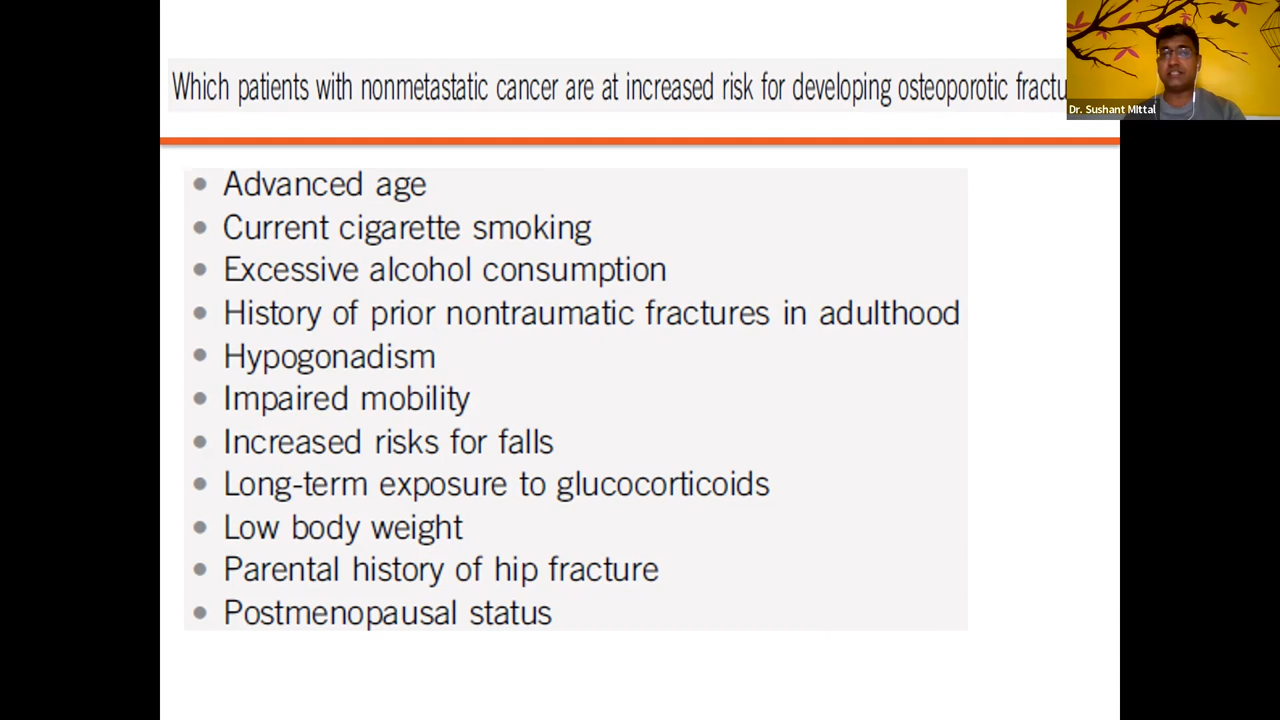 Which patients with nonmetastatic cancer are at increased risk for developing osteoporotic
Dr. Sushant Mittal
• Advanced age
• Current cigarette smoking
• Excessive alcohol consumption
• History of prior nontraumatic fractures in adulthood
• Hypogonadism
• Impaired mobility
• Increased risks for falls
• Long-term exposure to glucocorticoids
• Low body weight
• Parental history of hip fracture
• Postmenopausal status